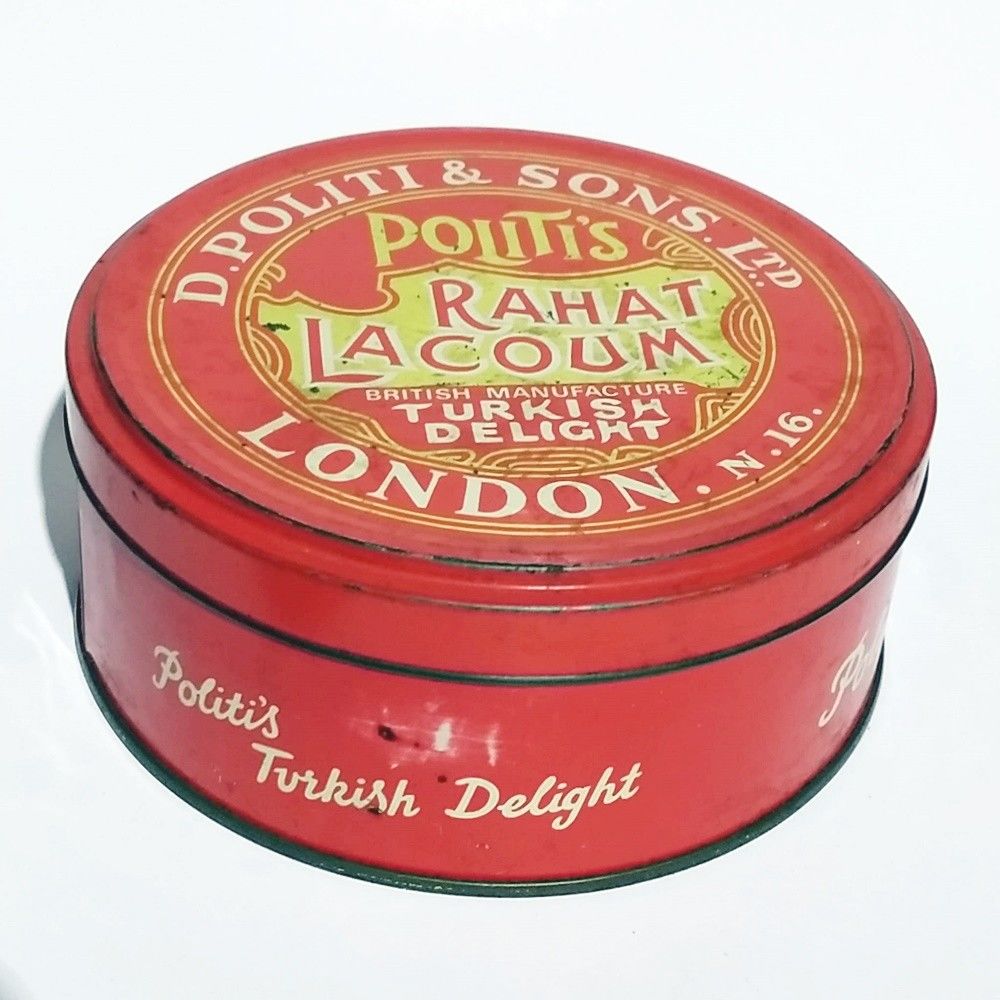 D. POLITI & SONS. LTD.
POLITI'S
RAHAT
LACOUM
BRITISH MANUFACTURE
TURKISH
DELIGHT
LONDON. N.16.
Politi's
Turkish Delight